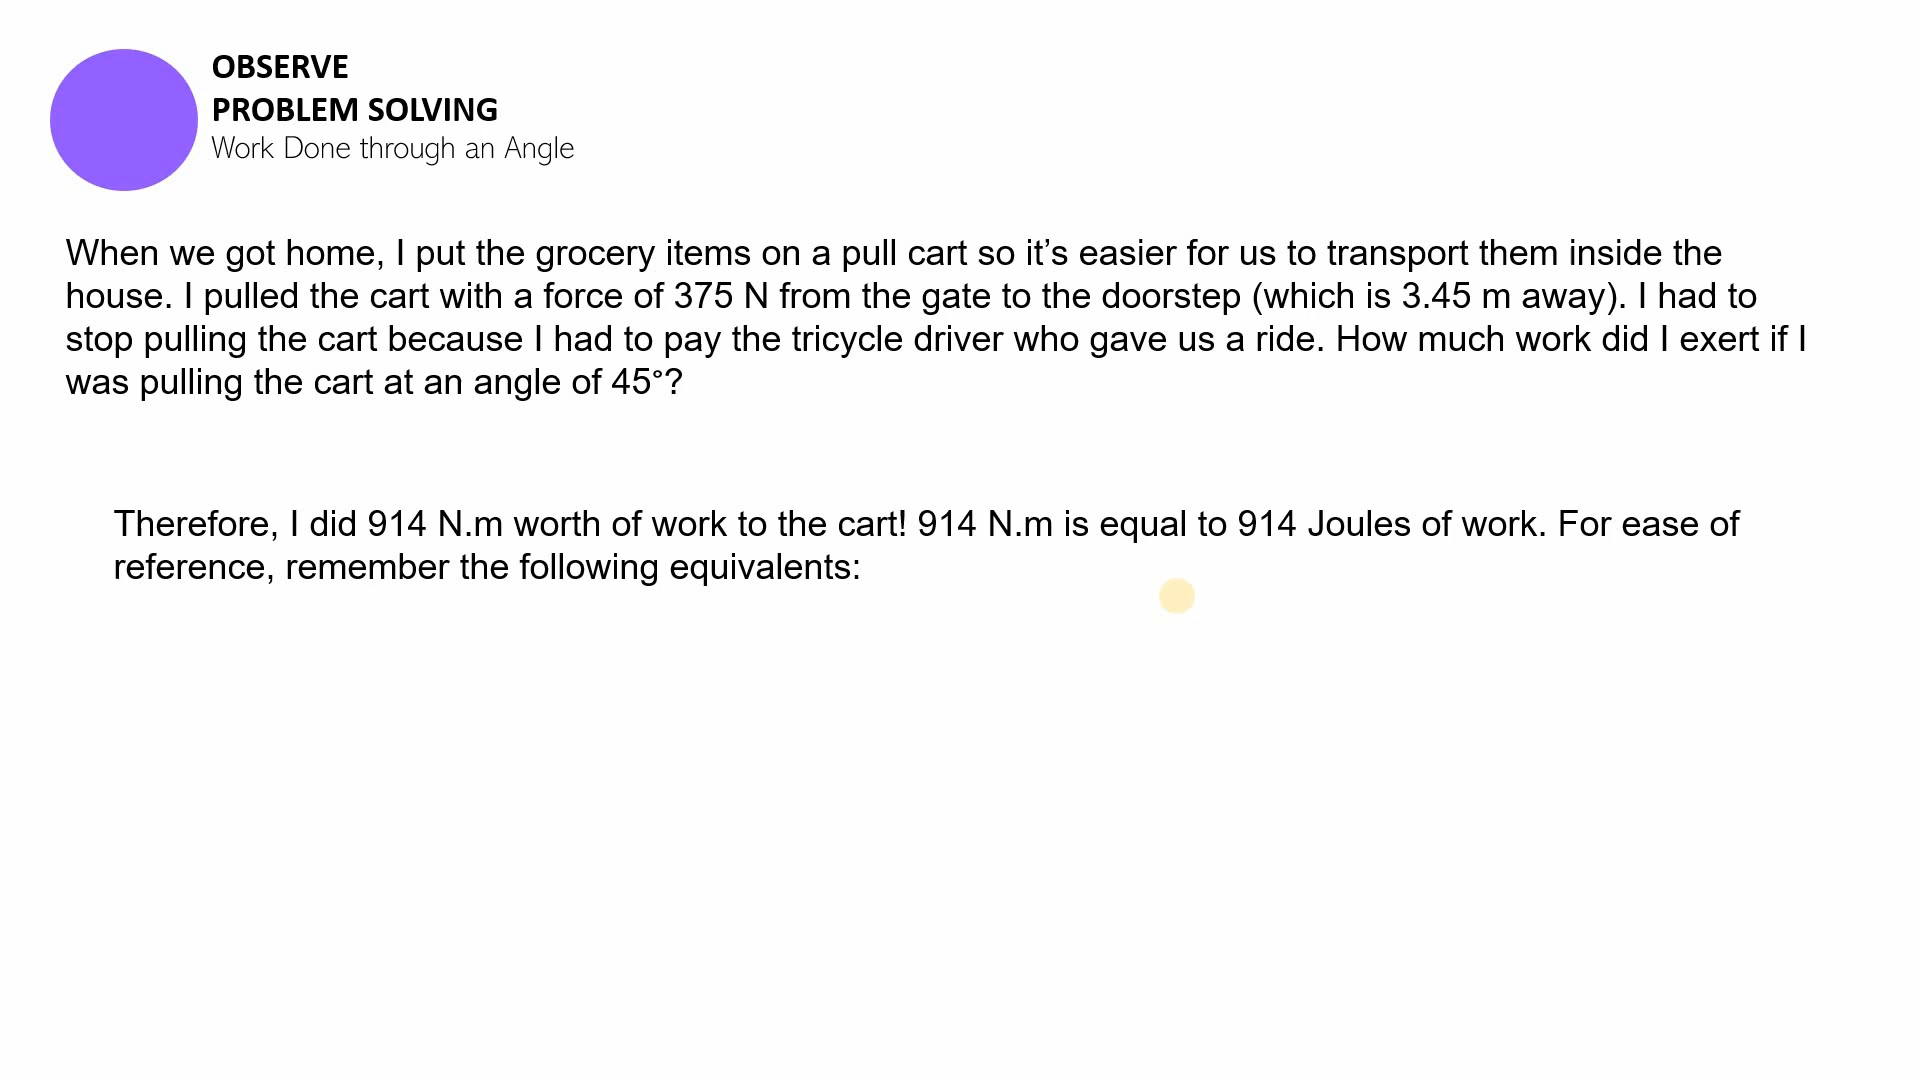 OBSERVE
PROBLEM SOLVING
Work Done through an Angle
When we got home, I put the grocery items on a pull cart so it’s easier for us to transport them inside the
house. I pulled the cart with a force of 375 N from the gate to the doorstep (which is 3.45 m away). I had to
stop pulling the cart because I had to pay the tricycle driver who gave us a ride. How much work did I exert if I
was pulling the cart at an angle of 45°?
Therefore, I did 914 N.m worth of work to the cart! 914 N.m is equal to 914 Joules of work. For ease of
reference, remember the following equivalents: